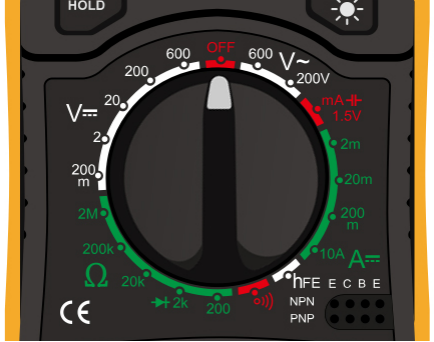 HOLD
OFF
600
600
V~
200
200V
20
mA
1.5V
V⎓
2
2m
200
m
20m
2M
200
m
200k
10A
A⎓
Ω
20k
2k
200
hFE
E C B E
NPN
PNP
CE